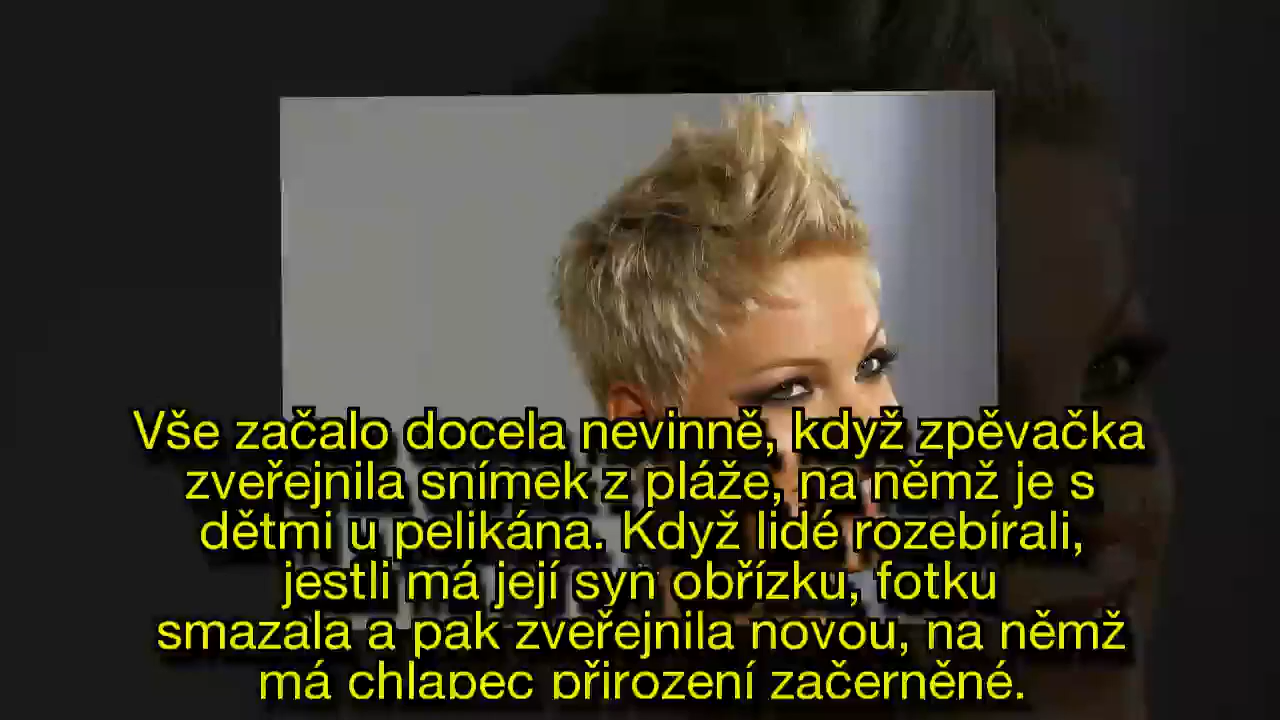 Vše začalo docela nevinně, když zpěvačka
zveřejnila snímek z pláže, na němž je s
dětmi u pelikána. Když lidé rozebírali,
jestli má její syn obřízku, fotku
smazala a pak zveřejnila novou, na němž
má chlapec přirození začerněné.